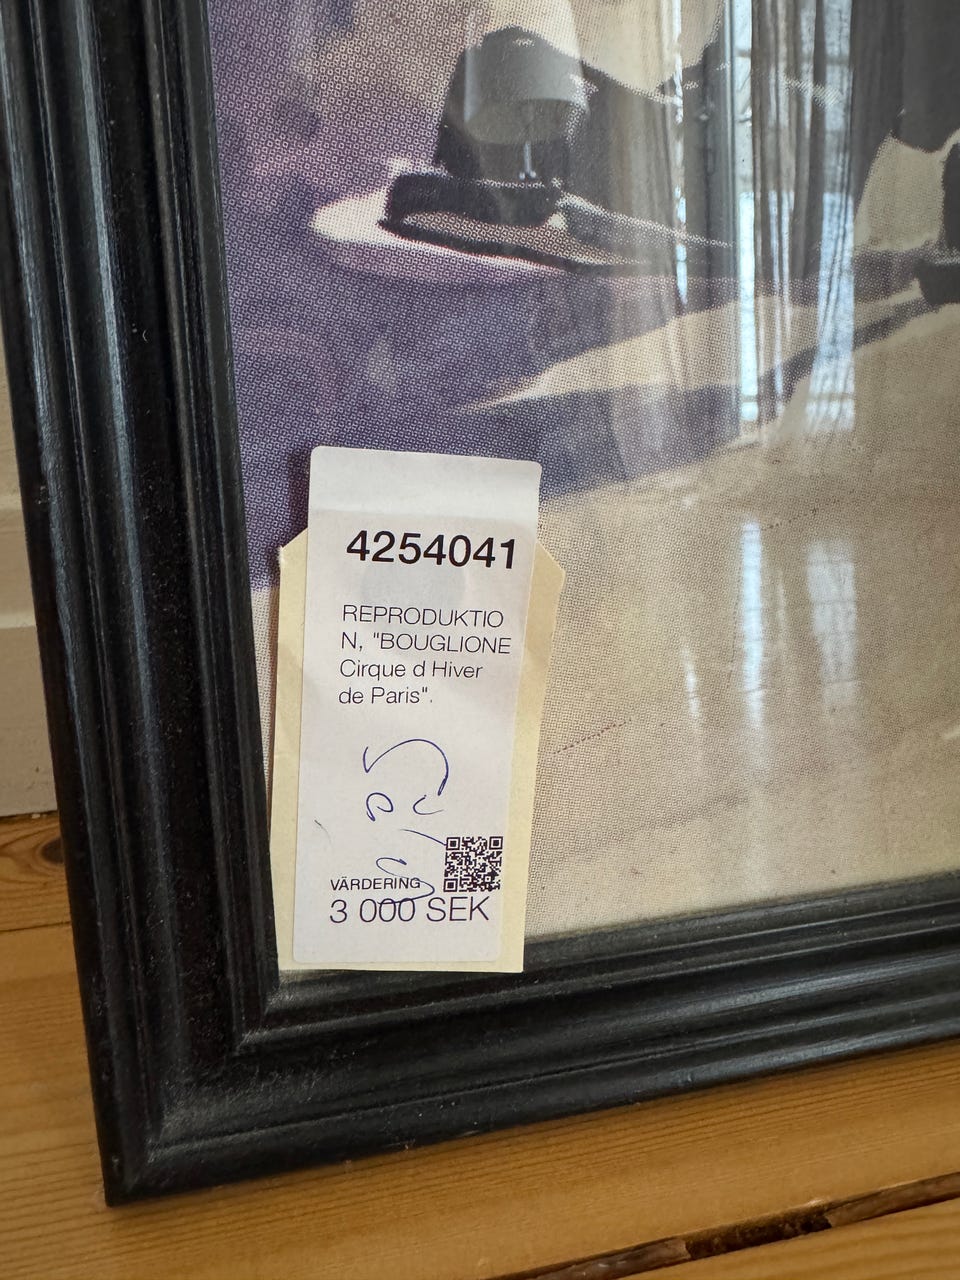 4254041
REPRODUKTIO
N, "BOUGLIONE
Cirque d Hiver
de Paris".
VÄRDERING
3 000 SEK